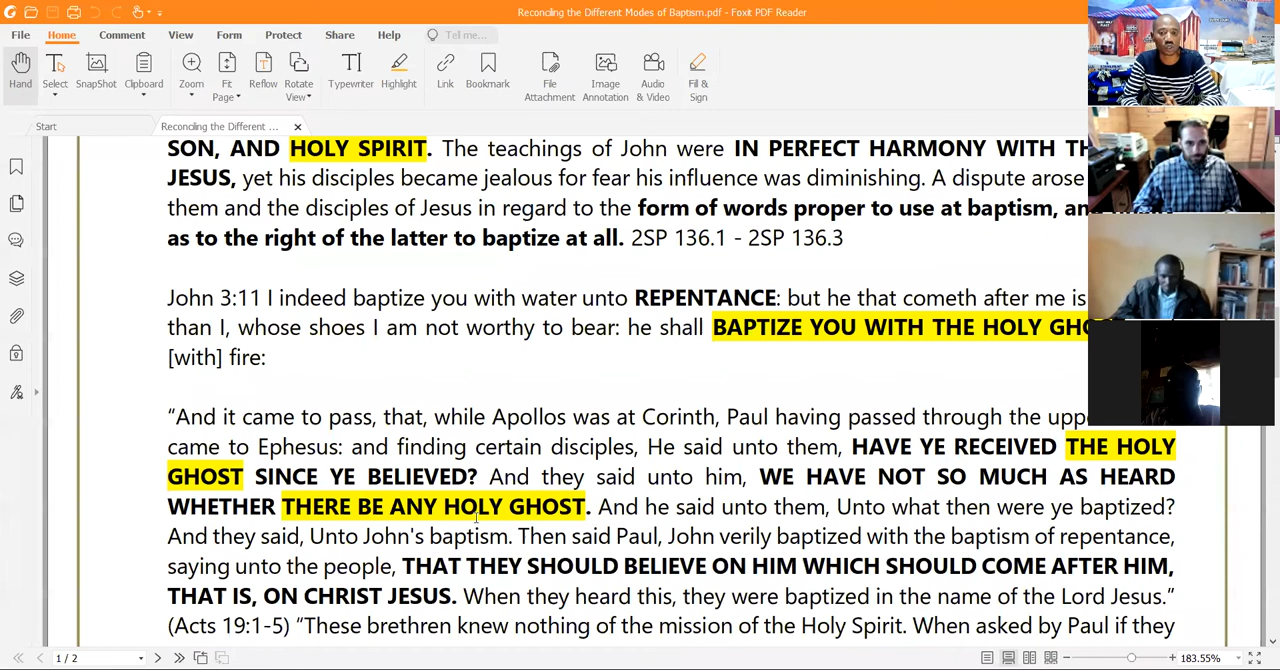 Reconciling the Different Modes of Baptism.pdf - Foxit PDF Reader
File Home Comment View Form Protect Share Help Tell me...
Hand Select SnapShot Clipboard Zoom Fit Page Reflow Rotate View Typewriter Highlight Link Bookmark File Attachment Image Annotation Audio & Video Fill & Sign
Start Reconciling the Different ...
SON, AND HOLY SPIRIT. The teachings of John were IN PERFECT HARMONY WITH
JESUS, yet his disciples became jealous for fear his influence was diminishing. A dispute arose
them and the disciples of Jesus in regard to the form of words proper to use at baptism,
as to the right of the latter to baptize at all. 2SP 136.1 - 2SP 136.3
John 3:11 I indeed baptize you with water unto REPENTANCE: but he that cometh after me is
than I, whose shoes I am not worthy to bear: he shall BAPTIZE YOU WITH THE HOLY
[with] fire:
“And it came to pass, that, while Apollos was at Corinth, Paul having passed through the
came to Ephesus: and finding certain disciples, He said unto them, HAVE YE RECEIVED THE HOLY
GHOST SINCE YE BELIEVED? And they said unto him, WE HAVE NOT SO MUCH AS HEARD
WHETHER THERE BE ANY HOLY GHOST. And he said unto them, Unto what then were ye baptized?
And they said, Unto John's baptism. Then said Paul, John verily baptized with the baptism of repentance,
saying unto the people, THAT THEY SHOULD BELIEVE ON HIM WHICH SHOULD COME AFTER HIM,
THAT IS, ON CHRIST JESUS. When they heard this, they were baptized in the name of the Lord Jesus.”
(Acts 19:1-5) “These brethren knew nothing of the mission of the Holy Spirit. When asked by Paul if they
1 / 2
183.55%